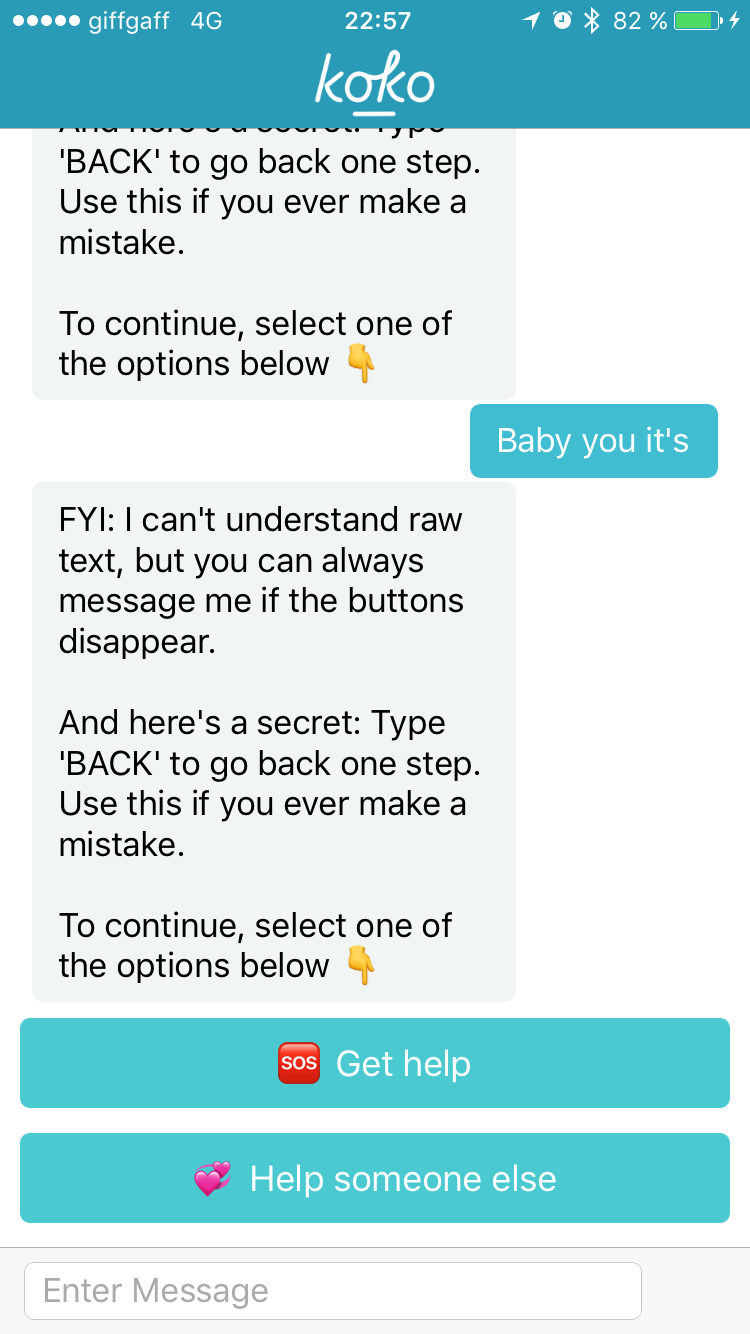 giffgaff 4G 22:57 82 %
koko
And here's a secret: Type
'BACK' to go back one step.
Use this if you ever make a
mistake.
To continue, select one of
the options below 👇
Baby you it's
FYI: I can't understand raw
text, but you can always
message me if the buttons
disappear.
And here's a secret: Type
'BACK' to go back one step.
Use this if you ever make a
mistake.
To continue, select one of
the options below 👇
🆘 Get help
💞 Help someone else
Enter Message